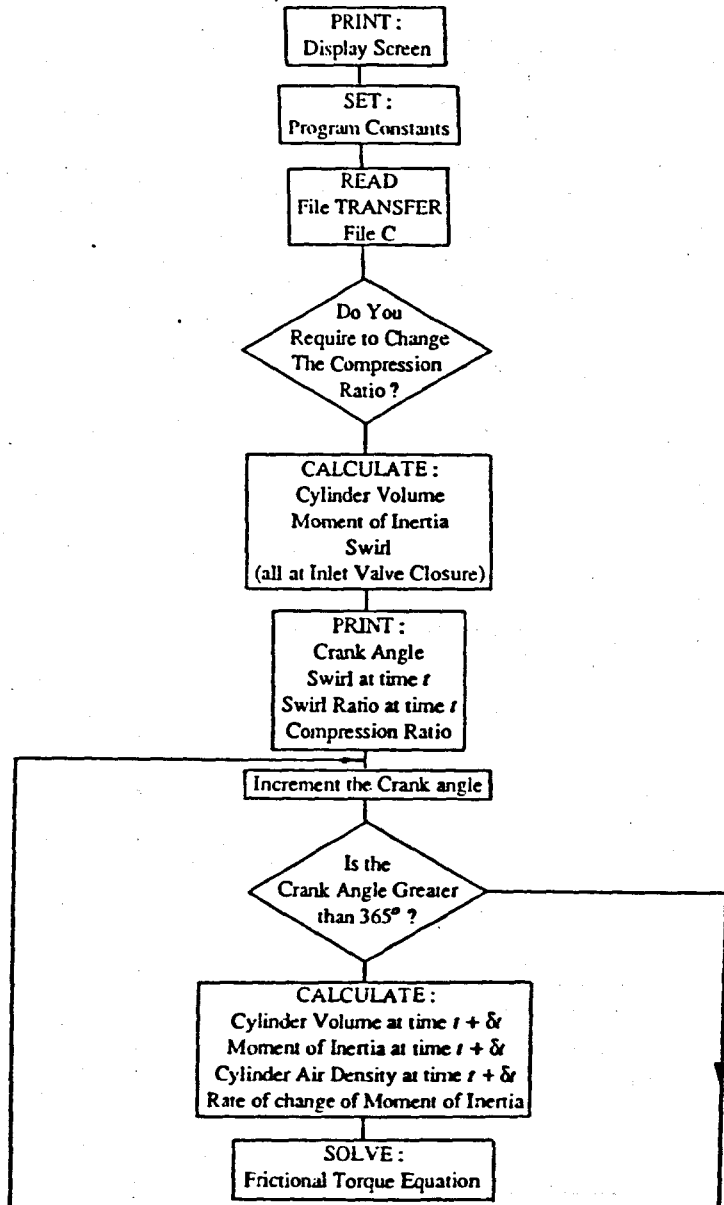 PRINT :
Display Screen
SET :
Program Constants
READ
File TRANSFER
File C
Do You
Require to Change
The Compression
Ratio ?
CALCULATE :
Cylinder Volume
Moment of Inertia
Swirl
(all at Inlet Valve Closure)
PRINT :
Crank Angle
Swirl at time t
Swirl Ratio at time t
Compression Ratio
Increment the Crank angle
Is the
Crank Angle Greater
than 365° ?
CALCULATE :
Cylinder Volume at time t + δt
Moment of Inertia at time t + δt
Cylinder Air Density at time t + δt
Rate of change of Moment of Inertia
SOLVE :
Frictional Torque Equation